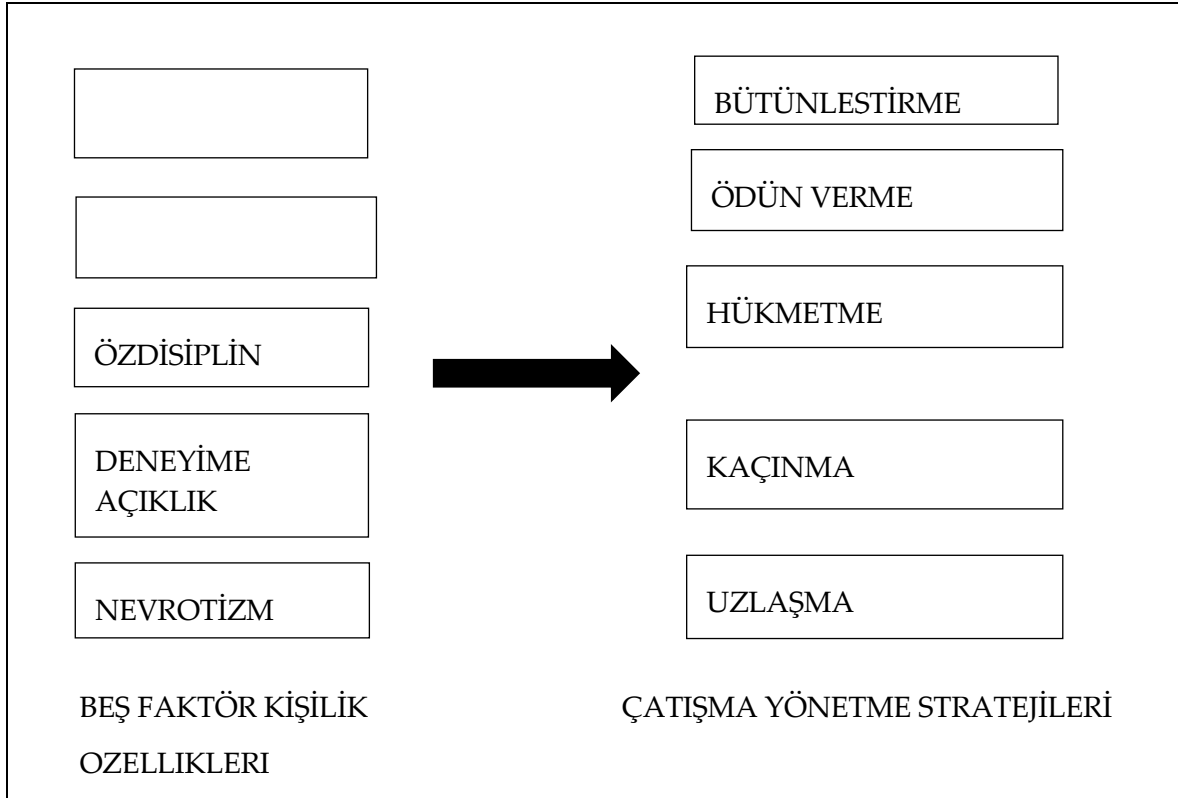 BÜTÜNLESTİRME
ÖDÜN VERME
HÜKMETME
ÖZDİSİPLİN
DENEYİME
AÇIKLIK
KAÇINMA
NEVROTİZM
UZLAŞMA
BEŞ FAKTÖR KİŞİLİK
OZELLIKLERI
ÇATIŞMA YÖNETME STRATEJİLERİ